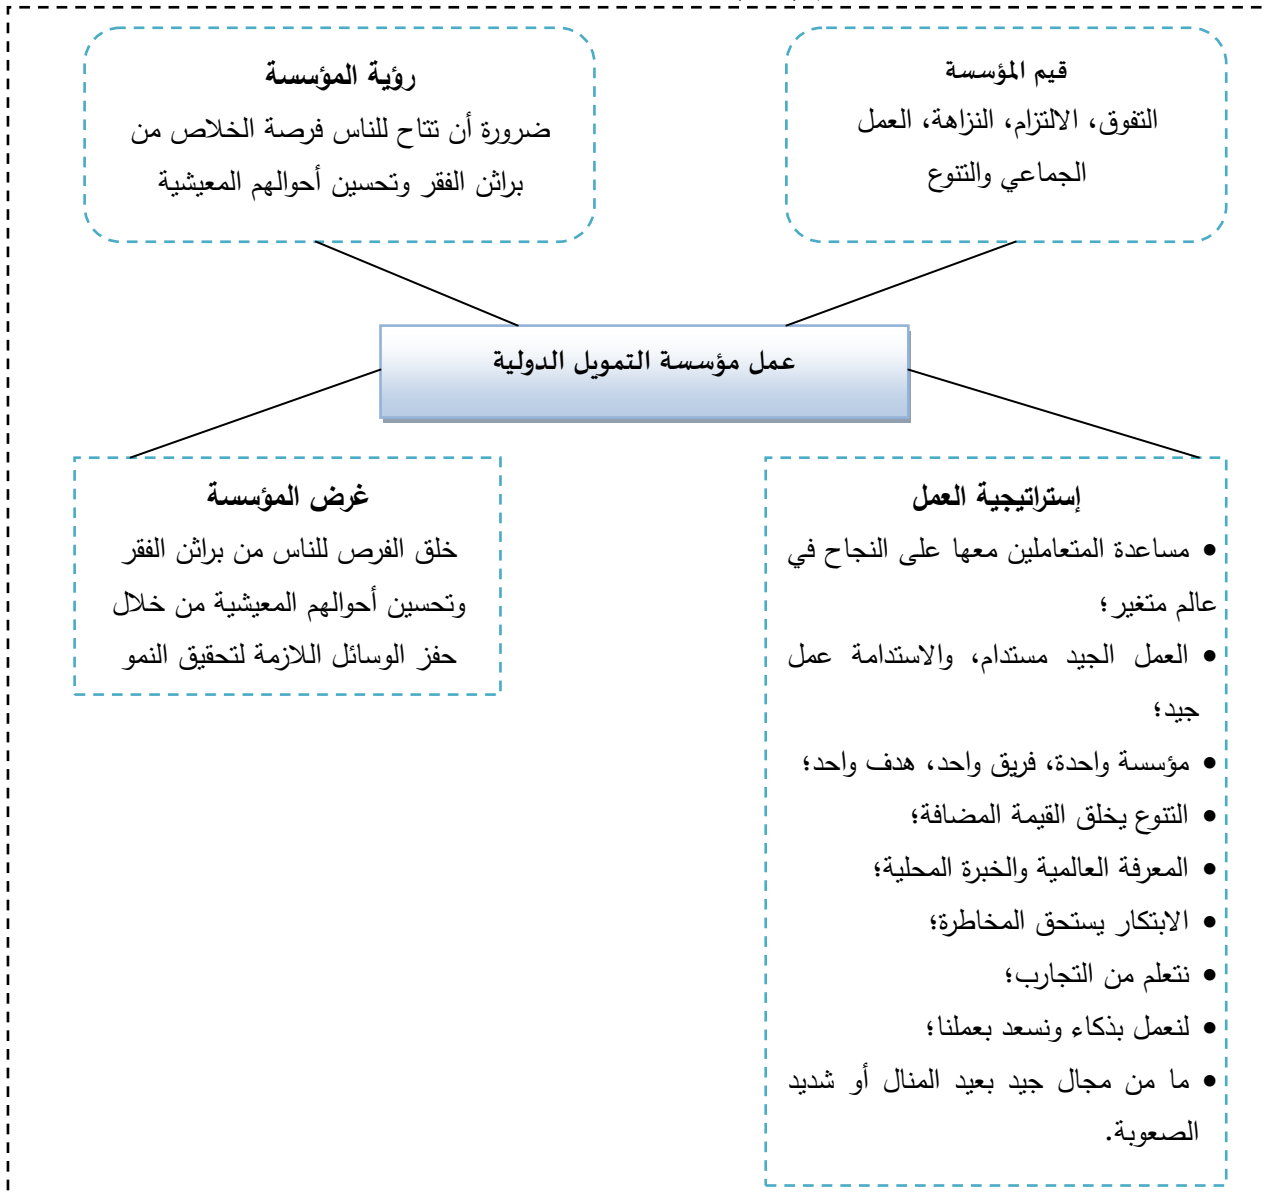 قيم المؤسسة
التفوق، الالتزام، النزاهة، العمل
الجماعي والتنوع
رؤية المؤسسة
ضرورة أن تتاح للناس فرصة الخلاص من
براثن الفقر وتحسين أحوالهم المعيشية
عمل مؤسسة التمويل الدولية
إستراتيجية العمل
• مساعدة المتعاملين معها على النجاح في
عالم متغير؛
• العمل الجيد مستدام، والاستدامة عمل
جيد؛
• مؤسسة واحدة، فريق واحد، هدف واحد؛
• التنوع يخلق القيمة المضافة؛
• المعرفة العالمية والخبرة المحلية؛
• الابتكار يستحق المخاطرة؛
• نتعلم من التجارب؛
• لنعمل بذكاء ونسعد بعملنا؛
• ما من مجال جيد بعيد المنال أو شديد
الصعوبة.
غرض المؤسسة
خلق الفرص للناس من براثن الفقر
وتحسين أحوالهم المعيشية من خلال
حفز الوسائل اللازمة لتحقيق النمو